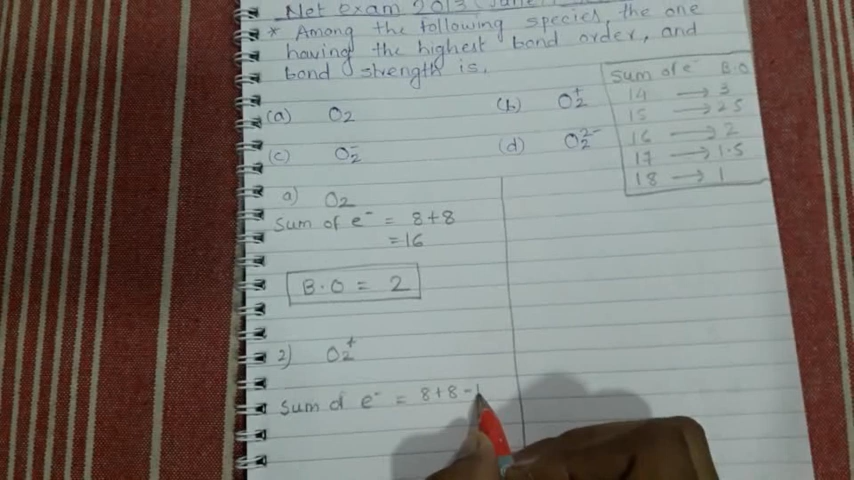 Net exam 2013 (June)
* Among the following species, the one
having the highest bond order, and
bond strength is.
(a) O2 (b) O2+
(c) O2- (d) O2 2-
Sum of e- B.O
14 → 3
15 → 2.5
16 → 2
17 → 1.5
18 → 1
a) O2
Sum of e- = 8+8
= 16
B.O = 2
2) O2+
Sum of e- = 8+8-1